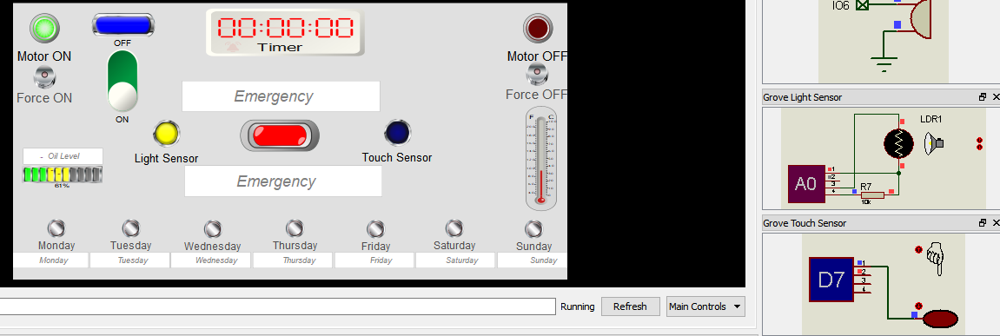 00:00:00
Timer
OFF
Motor ON
Motor OFF
Force ON
Force OFF
Emergency
ON
F C
Light Sensor
Touch Sensor
- Oil Level
61%
Emergency
Monday Tuesday Wednesday Thursday Friday Saturday Sunday
Monday Tuesday Wednesday Thursday Friday Saturday Sunday
Running Refresh Main Controls
IO6
Grove Light Sensor
LDR1
A0
1
2
3
4
R7
10k
Grove Touch Sensor
D7
1
2
3
4